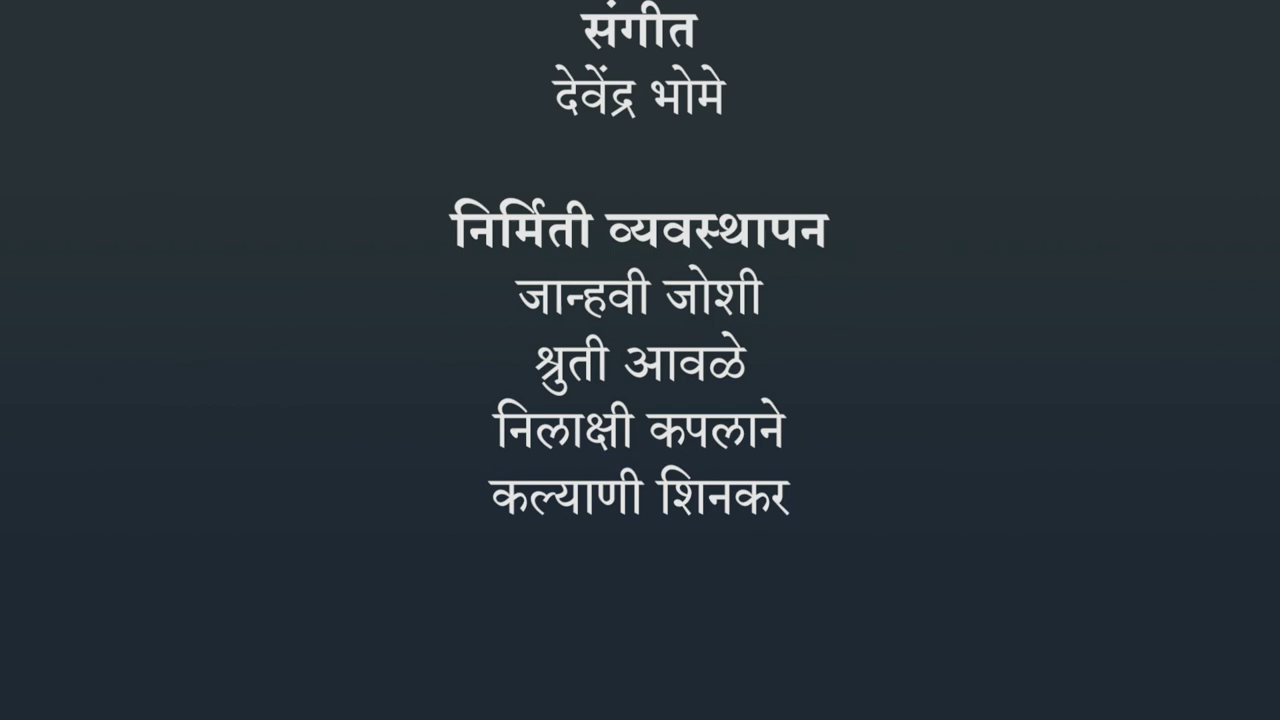 संगीत
देवेंद्र भोमे
निर्मिती व्यवस्थापन
जान्हवी जोशी
श्रुती आवळे
निलाक्षी कपलाने
कल्याणी शिनकर